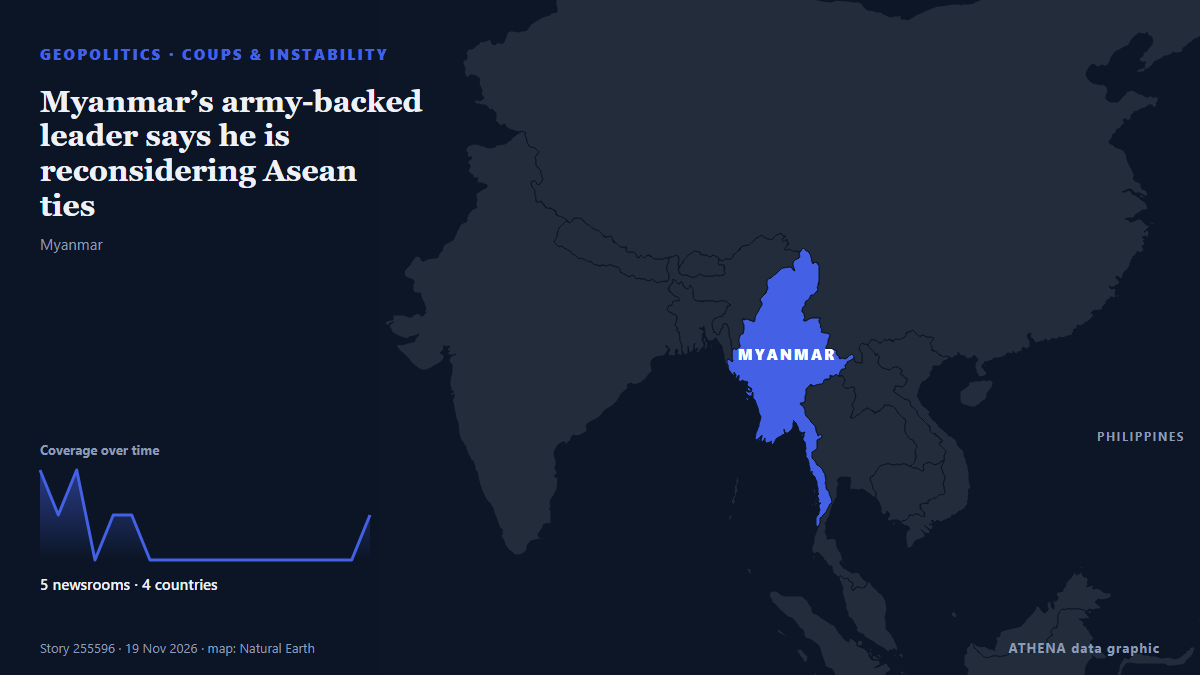 GEOPOLITICS · COUPS & INSTABILITY
Myanmar’s army-backed
leader says he is
reconsidering Asean
ties
Myanmar
MYANMAR
PHILIPPINES
Coverage over time
5 newsrooms · 4 countries
Story 255596 · 19 Nov 2026 · map: Natural Earth
ATHENA data graphic